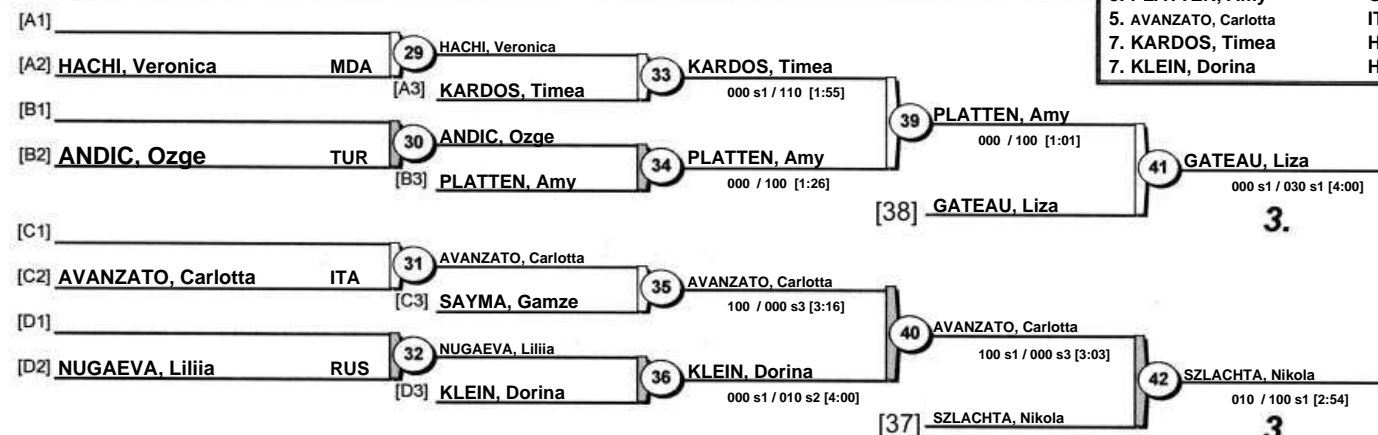 5. AVANZATO, Carlotta
7. KARDOS, Timea H
7. KLEIN, Dorina H
[A1]
[A2] HACHI, Veronica MDA
29
HACHI, Veronica
[A3] KARDOS, Timea
33
KARDOS, Timea
000 s1 / 110 [1:55]
[B1]
[B2] ANDIC, Ozge TUR
30
ANDIC, Ozge
[B3] PLATTEN, Amy
34
PLATTEN, Amy
000 / 100 [1:26]
39
PLATTEN, Amy
000 / 100 [1:01]
[38] GATEAU, Liza
41
GATEAU, Liza
000 s1 / 030 s1 [4:00]
3.
[C1]
[C2] AVANZATO, Carlotta ITA
31
AVANZATO, Carlotta
[C3] SAYMA, Gamze
35
AVANZATO, Carlotta
100 / 000 s3 [3:16]
[D1]
[D2] NUGAEVA, Liliia RUS
32
NUGAEVA, Liliia
[D3] KLEIN, Dorina
36
KLEIN, Dorina
000 s1 / 010 s2 [4:00]
40
AVANZATO, Carlotta
100 s1 / 000 s3 [3:03]
[37] SZLACHTA, Nikola
42
SZLACHTA, Nikola
010 / 100 s1 [2:54]
3